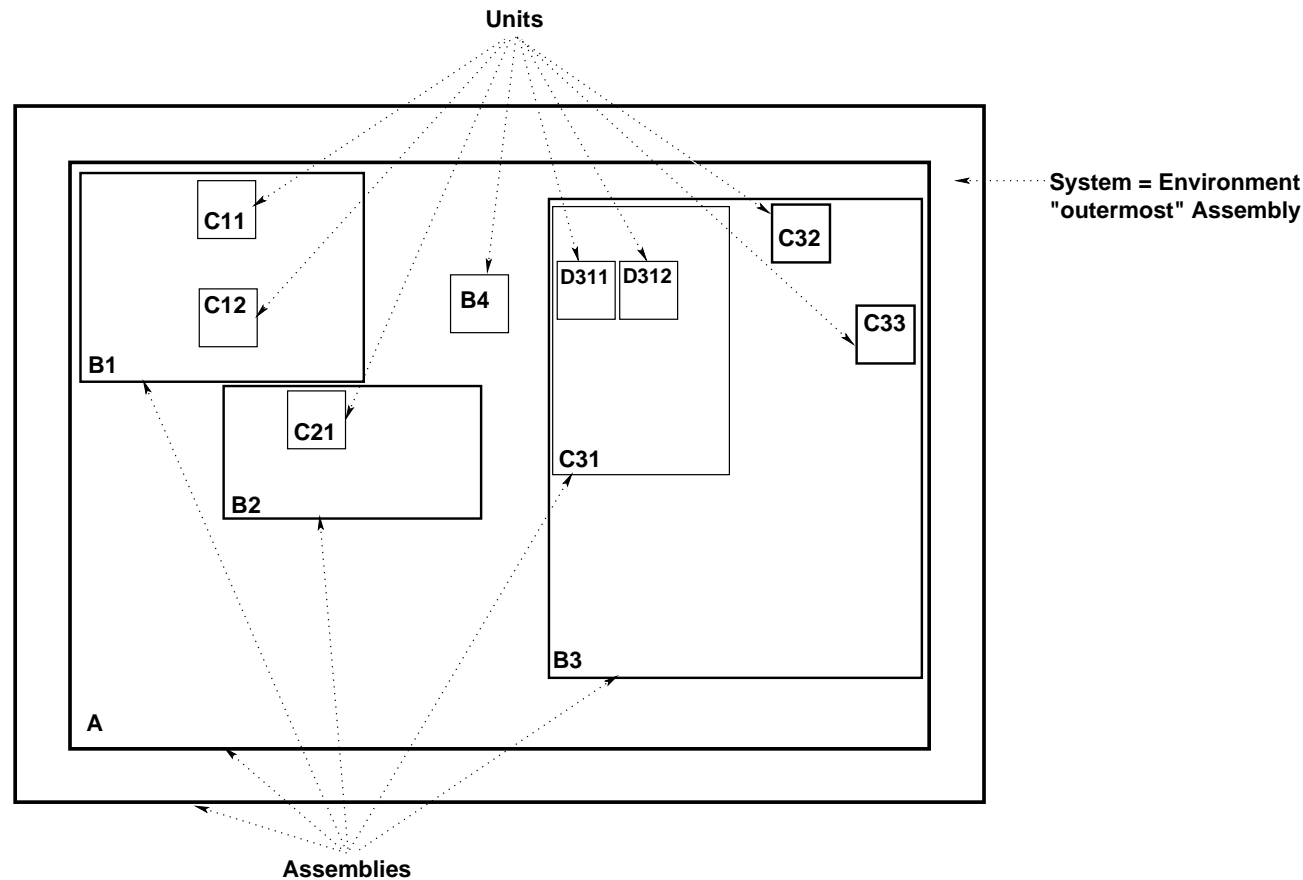 Units
System = Environment
"outermost" Assembly
C11
C32
D311
D312
C12
B4
C33
B1
C21
C31
B2
B3
A
Assemblies